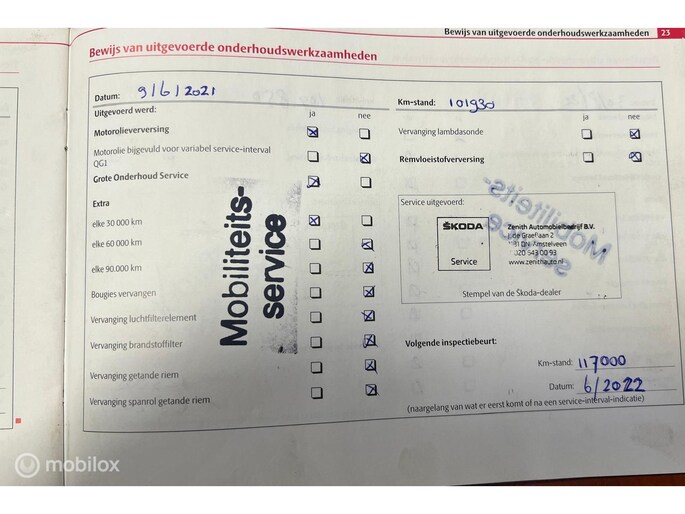 Bewijs van uitgevoerde onderhoudswerkzaamheden 23
Bewijs van uitgevoerde onderhoudswerkzaamheden
Datum: 9/6/2021
Km-stand: 101930
Uitgevoerd werd: ja nee
ja nee
Motorolieverversing
Vervanging lambdasonde
Motorolie bijgevuld voor variabel service-interval
QG1
Remvloeistofverversing
Grote Onderhoud Service
Extra
Service uitgevoerd:
elke 30 000 km
elke 60 000 km
elke 90.000 km
Bougies vervangen
Vervanging luchtfilterelement
Vervanging brandstoffilter
Vervanging getande riem
Vervanging spanrol getande riem
Mobiliteits-
service
ŠKODA
Service
Zenith Automobielbedrijf B.V.
Amstelveen
020 643 00 93
www.zenithauto.nl
Mobiliteits-
service
Stempel van de Škoda-dealer
Volgende inspectiebeurt:
Km-stand: 117000
Datum: 6/2022
(naargelang van wat er eerst komt of na een service-interval-indicatie)
mobilox